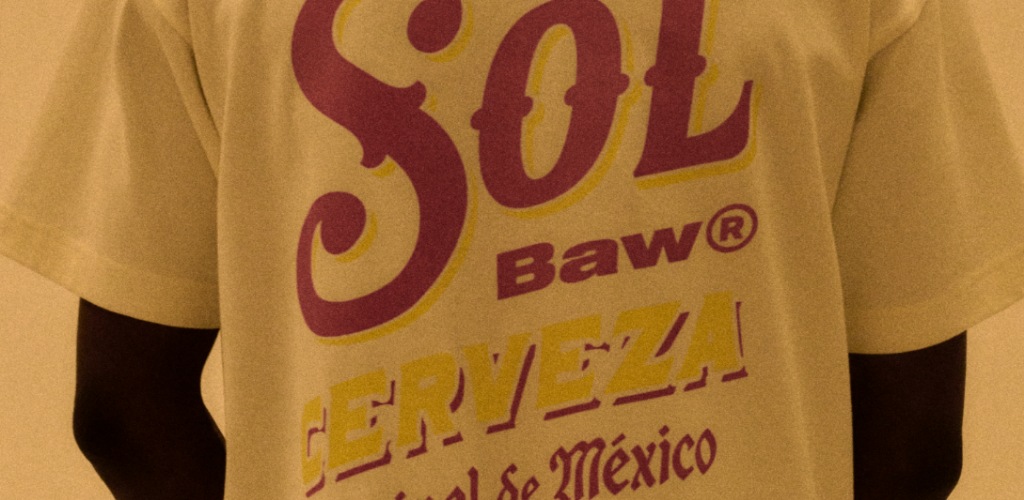 Sol
Baw®
CERVEZA
de México